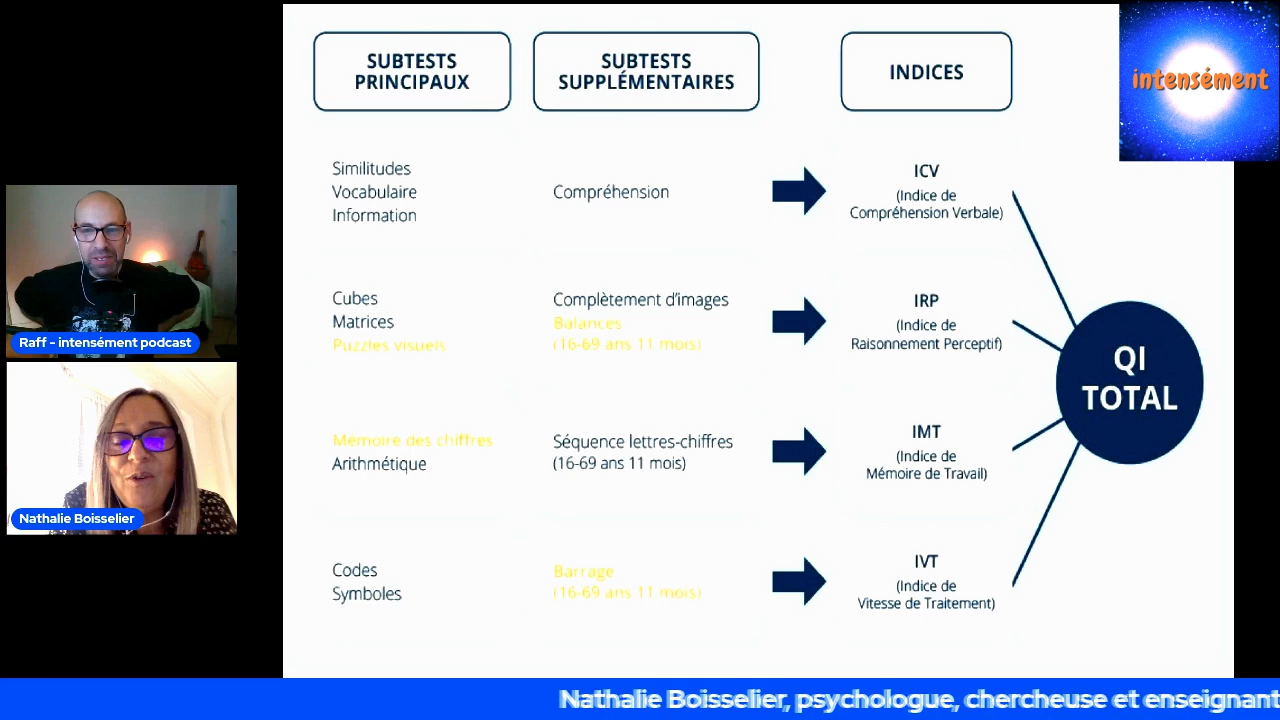 SUBTESTS
PRINCIPAUX
SUBTESTS
SUPPLÉMENTAIRES
INDICES
intensément
Similitudes
Vocabulaire
Information
Compréhension
ICV
(Indice de
Compréhension Verbale)
Cubes
Matrices
Puzzles visuels
Complètement d'images
Balances
(16-69 ans 11 mois)
IRP
(Indice de
Raisonnement Perceptif)
QI
TOTAL
Mémoire des chiffres
Arithmétique
Séquence lettres-chiffres
(16-69 ans 11 mois)
IMT
(Indice de
Mémoire de Travail)
Codes
Symboles
Barrage
(16-69 ans 11 mois)
IVT
(Indice de
Vitesse de Traitement)
Raff - intensément podcast
Nathalie Boisselier
Nathalie Boisselier, psychologue, chercheuse et enseignant